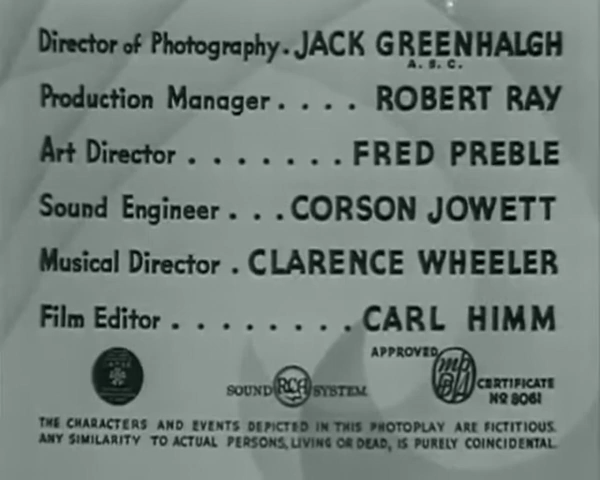 Director of Photography. JACK GREENHALGH
A. S. C.
Production Manager . . . . ROBERT RAY
Art Director . . . . . . . FRED PREBLE
Sound Engineer . . . CORSON JOWETT
Musical Director . CLARENCE WHEELER
Film Editor . . . . . . . . CARL HIMM
APPROVED
SOUND RCA SYSTEM
CERTIFICATE
NO 8061
THE CHARACTERS AND EVENTS DEPICTED IN THIS PHOTOPLAY ARE FICTITIOUS.
ANY SIMILARITY TO ACTUAL PERSONS, LIVING OR DEAD, IS PURELY COINCIDENTAL.